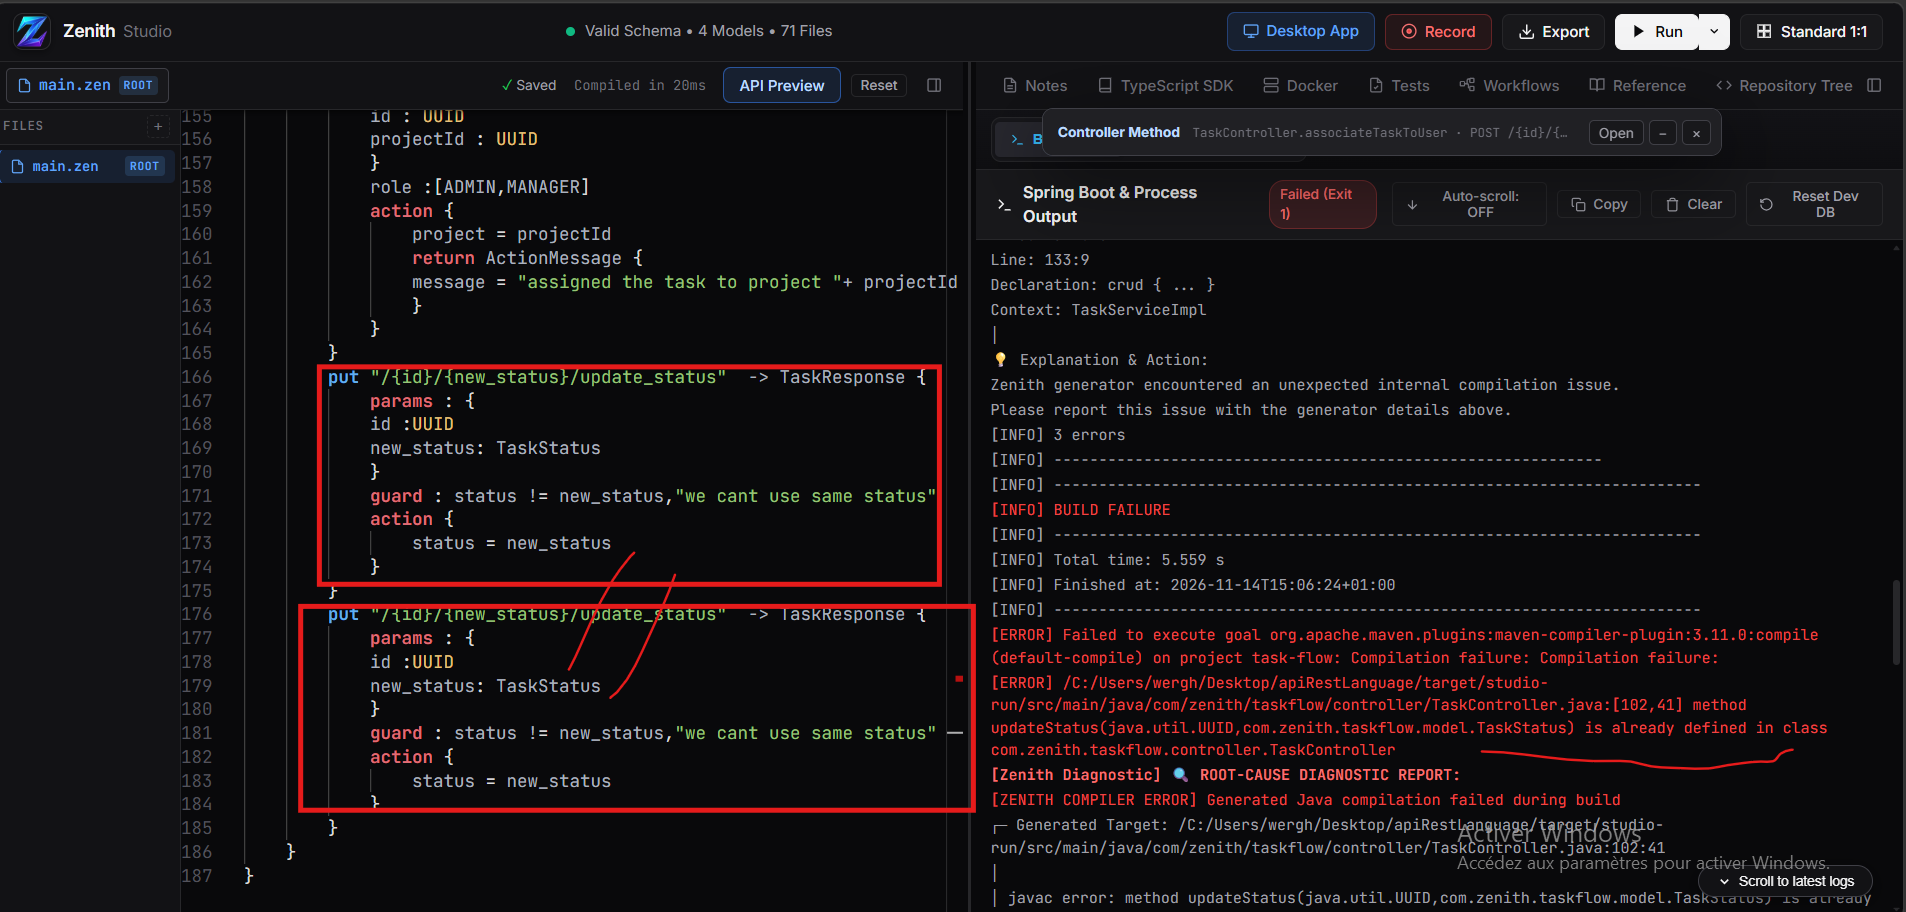 Zenith Studio
Valid Schema • 4 Models • 71 Files
Desktop App
Record
Export
Run
Standard 1:1
main.zen ROOT
✓ Saved
Compiled in 20ms
API Preview
Reset
FILES
+
main.zen ROOT
155 id : UUID
156 projectId : UUID
157 }
158 role :[ADMIN,MANAGER]
159 action {
160 project = projectId
161 return ActionMessage {
162 message = "assigned the task to project "+ projectId
163 }
164 }
165 }
166 put "/{id}/{new_status}/update_status" -> TaskResponse {
167 params : {
168 id :UUID
169 new_status: TaskStatus
170 }
171 guard : status != new_status,"we cant use same status"
172 action {
173 status = new_status
174 }
175 }
176 put "/{id}/{new_status}/update_status" -> TaskResponse {
177 params : {
178 id :UUID
179 new_status: TaskStatus
180 }
181 guard : status != new_status,"we cant use same status"
182 action {
183 status = new_status
184 }
185 }
186 }
187 }
Notes
TypeScript SDK
Docker
Tests
Workflows
Reference
Repository Tree
>_ B
Controller Method TaskController.associateTaskToUser · POST /{id}/{…
Open
–
×
>_ Spring Boot & Process Output
Failed (Exit 1)
Auto-scroll: OFF
Copy
Clear
Reset Dev DB
Line: 133:9
Declaration: crud { ... }
Context: TaskServiceImpl
│
💡 Explanation & Action:
Zenith generator encountered an unexpected internal compilation issue.
Please report this issue with the generator details above.
[INFO] 3 errors
[INFO] -------------------------------------------------------------
[INFO] ------------------------------------------------------------------------
[INFO] BUILD FAILURE
[INFO] ------------------------------------------------------------------------
[INFO] Total time: 5.559 s
[INFO] Finished at: 2026-11-14T15:06:24+01:00
[INFO] ------------------------------------------------------------------------
[ERROR] Failed to execute goal org.apache.maven.plugins:maven-compiler-plugin:3.11.0:compile
(default-compile) on project task-flow: Compilation failure: Compilation failure:
[ERROR] /C:/Users/wergh/Desktop/apiRestLanguage/target/studio-
run/src/main/java/com/zenith/taskflow/controller/TaskController.java:[102,41] method
updateStatus(java.util.UUID,com.zenith.taskflow.model.TaskStatus) is already defined in class
com.zenith.taskflow.controller.TaskController
[Zenith Diagnostic] 🔍 ROOT-CAUSE DIAGNOSTIC REPORT:
[ZENITH COMPILER ERROR] Generated Java compilation failed during build
┌─ Generated Target: /C:/Users/wergh/Desktop/apiRestLanguage/target/studio-
run/src/main/java/com/zenith/taskflow/controller/TaskController.java:102:41
│
│ javac error: method updateStatus(java.util.UUID,com.zenith.taskflow.model.TaskStatus) is already
Activer Windows
Accédez aux paramètres pour activer Windows.
Scroll to latest logs